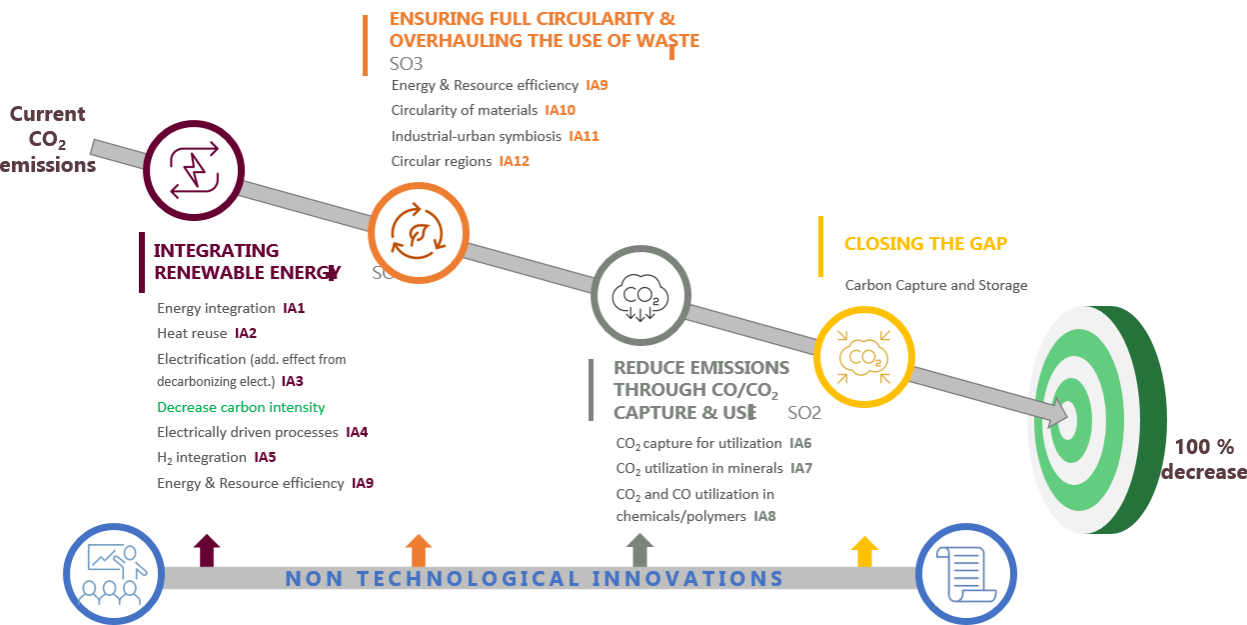 ENSURING FULL CIRCULARITY &
OVERHAULING THE USE OF WASTE
SO3
Energy & Resource efficiency IA9
Circularity of materials IA10
Industrial-urban symbiosis IA11
Circular regions IA12
Current
CO₂
emissions
INTEGRATING
RENEWABLE ENERGY
Energy integration IA1
Heat reuse IA2
Electrification (add. effect from
decarbonizing elect.) IA3
Decrease carbon intensity
Electrically driven processes IA4
H₂ integration IA5
Energy & Resource efficiency IA9
CO₂
REDUCE EMISSIONS
THROUGH CO/CO₂
CAPTURE & USE SO2
CO₂ capture for utilization IA6
CO₂ utilization in minerals IA7
CO₂ and CO utilization in
chemicals/polymers IA8
CLOSING THE GAP
Carbon Capture and Storage
CO₂
100 %
decrease
NON TECHNOLOGICAL INNOVATIONS